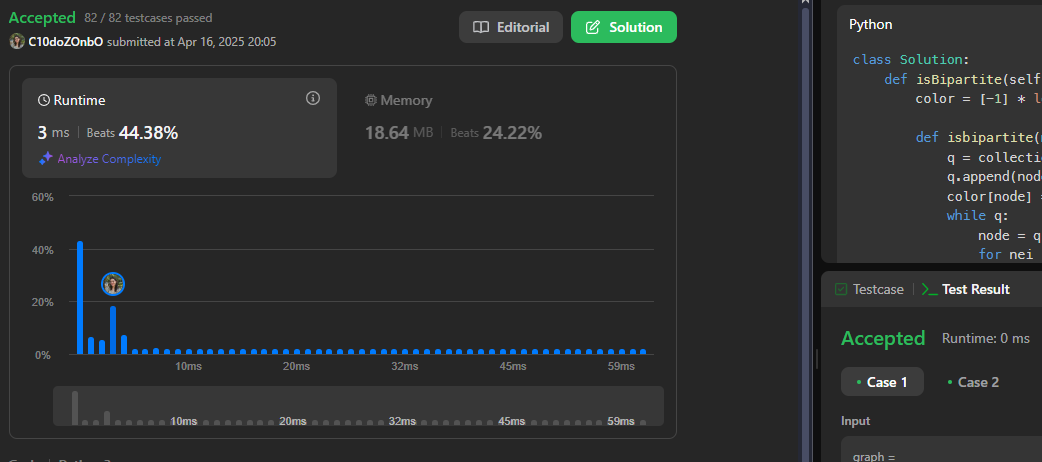 Accepted 82 / 82 testcases passed
C10doZOnbO submitted at Apr 16, 2025 20:05
Editorial
Solution
Runtime
3 ms Beats 44.38%
Analyze Complexity
Memory
18.64 MB Beats 24.22%
60%
40%
20%
0%
10ms 20ms 32ms 45ms 59ms
10ms 20ms 32ms 45ms 59ms
Python
class Solution:
def isBipartite(self
color = [-1] * l
def isbipartite(
q = collecti
q.append(nod
color[node] =
while q:
node = q
for nei
Testcase
Test Result
Accepted Runtime: 0 ms
Case 1
Case 2
Input
graph =